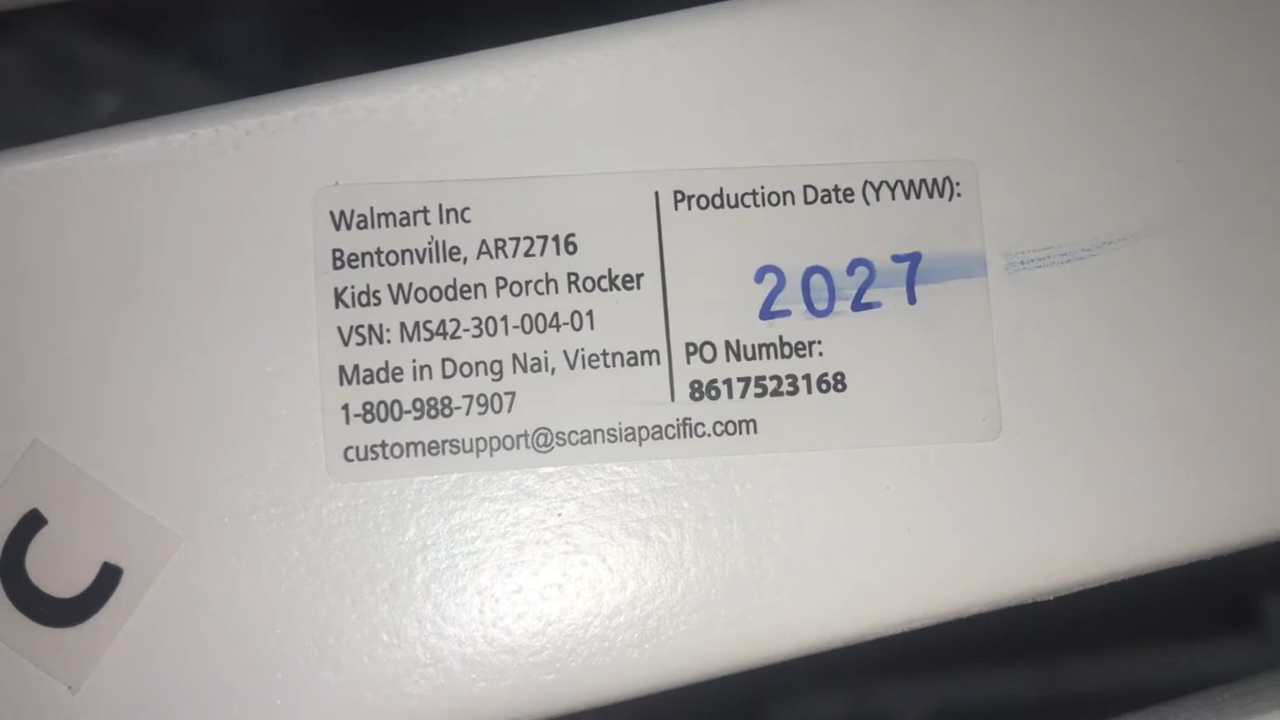 Walmart Inc
Bentonville, AR72716
Kids Wooden Porch Rocker
VSN: MS42-301-004-01
Made in Dong Nai, Vietnam
1-800-988-7907
customersupport@scansiapacific.com
Production Date (YYWW):
2027
PO Number:
8617523168
C